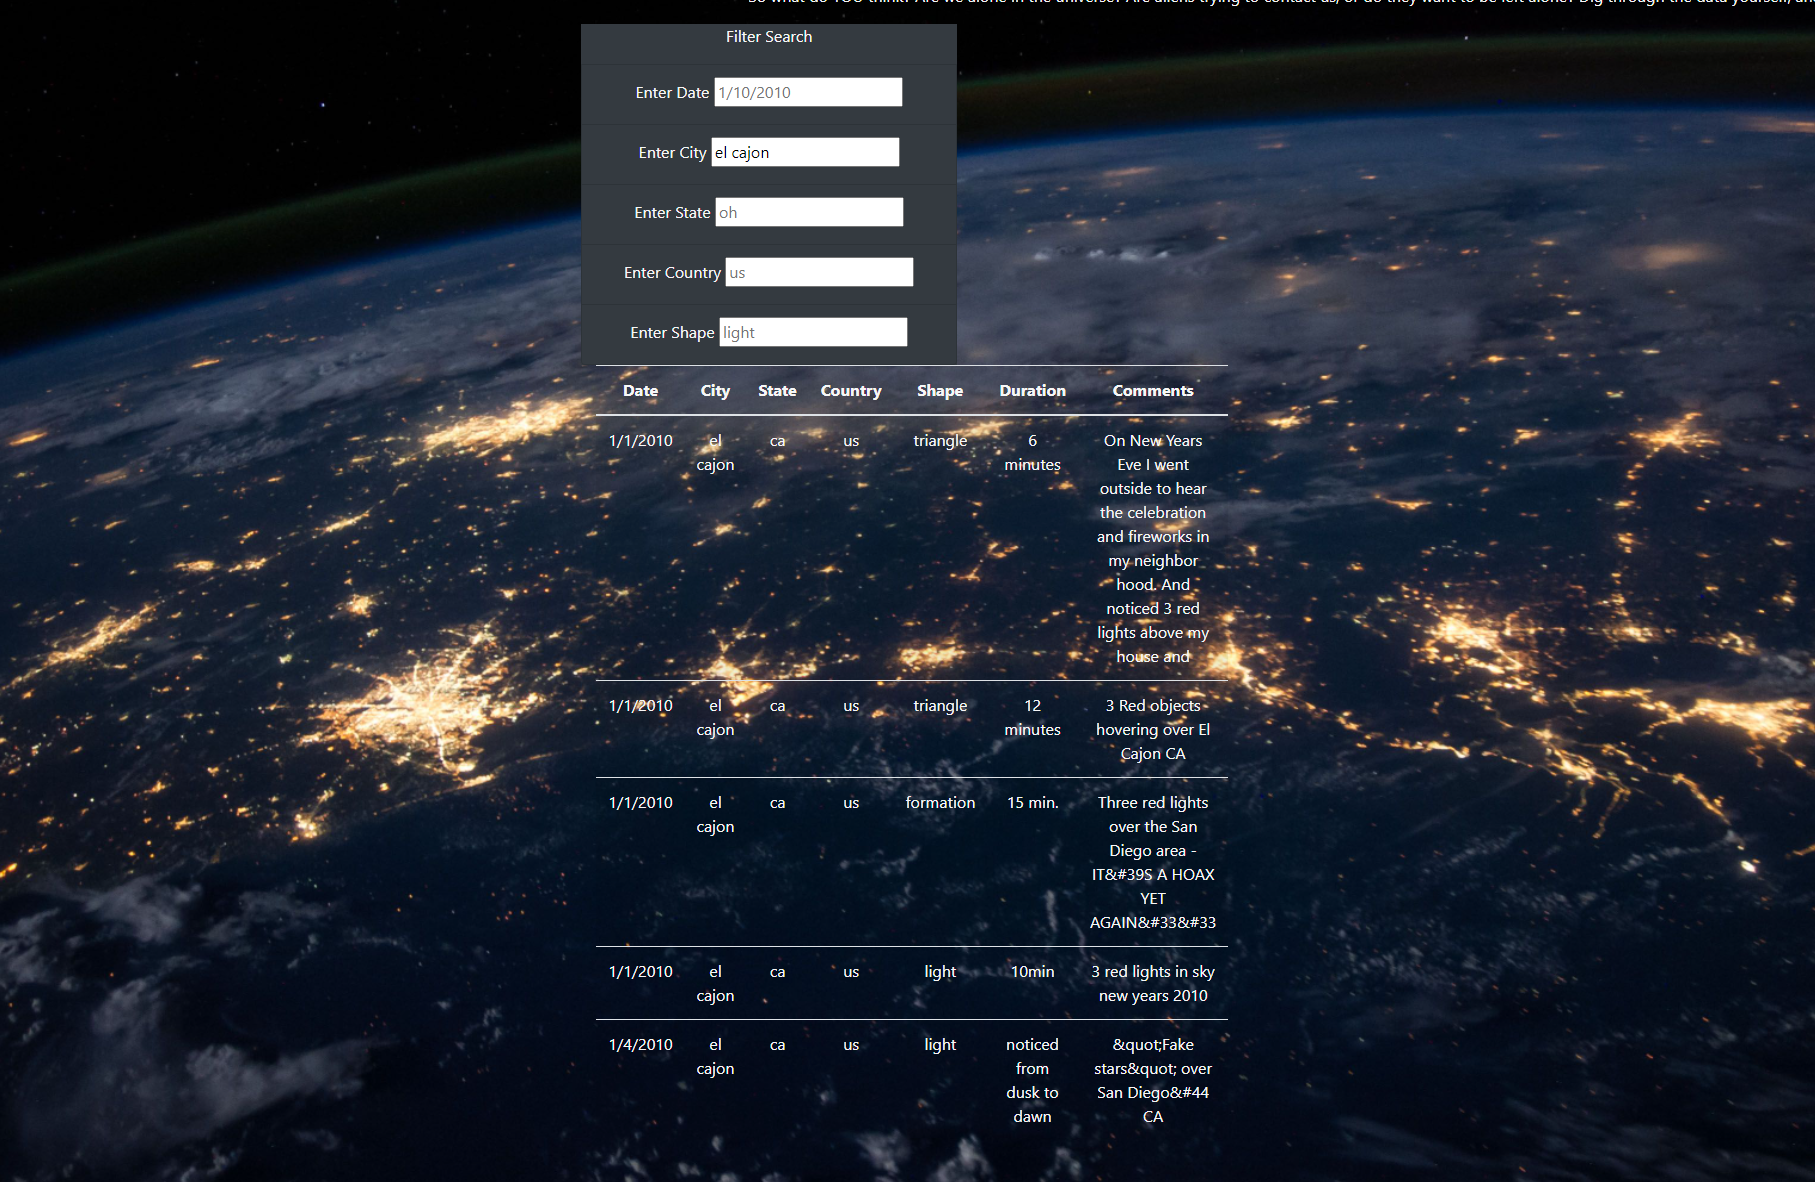 So what do YOU think? Are we alone in the universe? Are aliens trying to contact us, or do they want to be left alone? Dig through the data yourself, and
Filter Search
Enter Date 1/10/2010
Enter City el cajon
Enter State oh
Enter Country us
Enter Shape light
Date City State Country Shape Duration Comments
1/1/2010 el ca us triangle 6 On New Years
cajon minutes Eve I went
outside to hear
the celebration
and fireworks in
my neighbor
hood. And
noticed 3 red
lights above my
house and
1/1/2010 el ca us triangle 12 3 Red objects
cajon minutes hovering over El
Cajon CA
1/1/2010 el ca us formation 15 min. Three red lights
cajon over the San
Diego area -
IT&#39S A HOAX
YET
AGAIN&#33&#33
1/1/2010 el ca us light 10min 3 red lights in sky
cajon new years 2010
1/4/2010 el ca us light noticed &quot;Fake
cajon from stars&quot; over
dusk to San Diego&#44
dawn CA